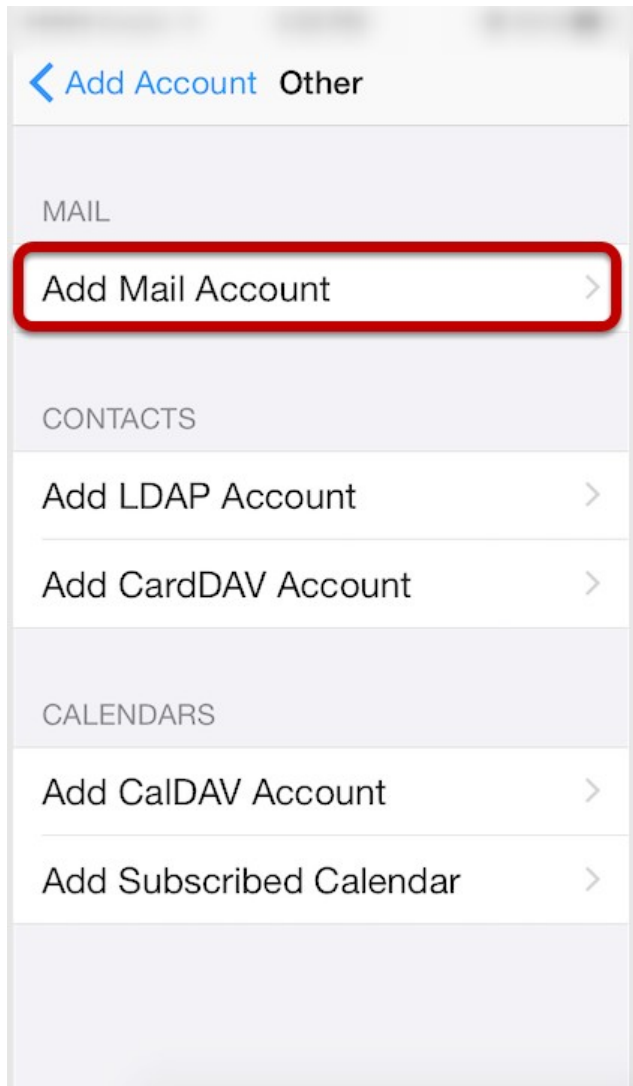 Add Account Other
MAIL
Add Mail Account
CONTACTS
Add LDAP Account
Add CardDAV Account
CALENDARS
Add CalDAV Account
Add Subscribed Calendar